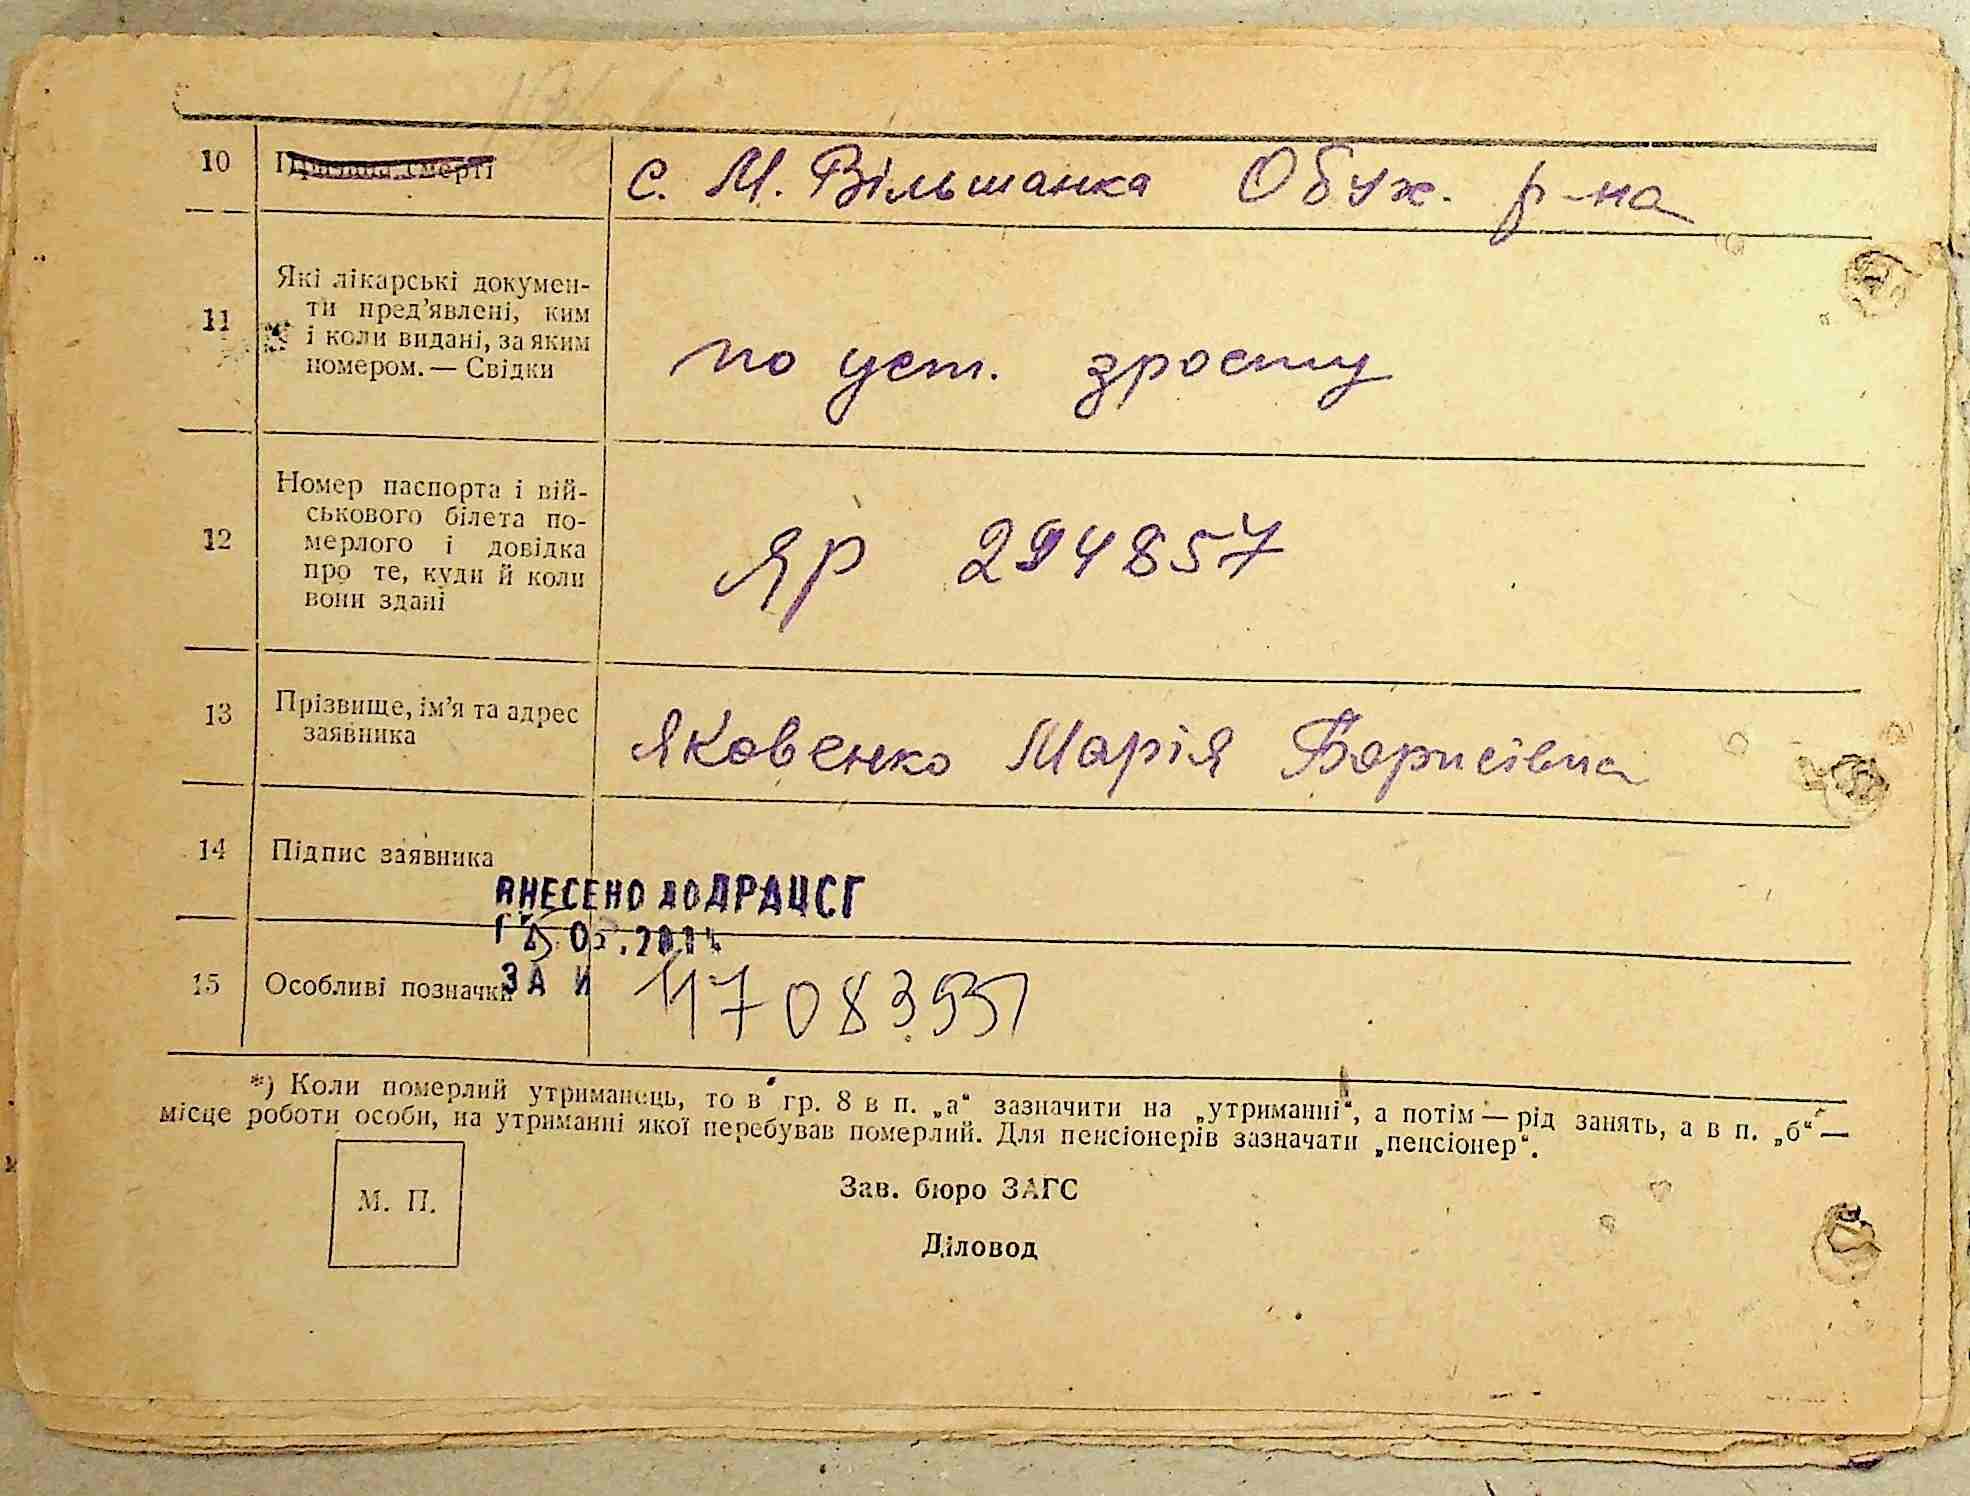 10 Причина смерті с. М. Вільшанка Обух. р-на
11 Які лікарські докумен-
ти пред’явлені, ким
і коли видані, за яким
номером. — Свідки
по уст. зросту
12 Номер паспорта і вій-
ськового білета по-
мерлого і довідка
про те, куди й коли
вони здані
ЯР 294857
13 Прізвище, ім’я та адрес
заявника
Яковенко Марія Борисівна
14 Підпис заявника
ВНЕСЕНО ДО ДРАЦСГ
15 Особливі позначки
ЗА И
*) Коли померлий утриманець, то в гр. 8 в п. „а“ зазначити на „утриманні“, а потім — рід занять, а в п. „б“ —
місце роботи особи, на утриманні якої перебував померлий. Для пенсіонерів зазначати „пенсіонер“.
М. П.
Зав. бюро ЗАГС
Діловод